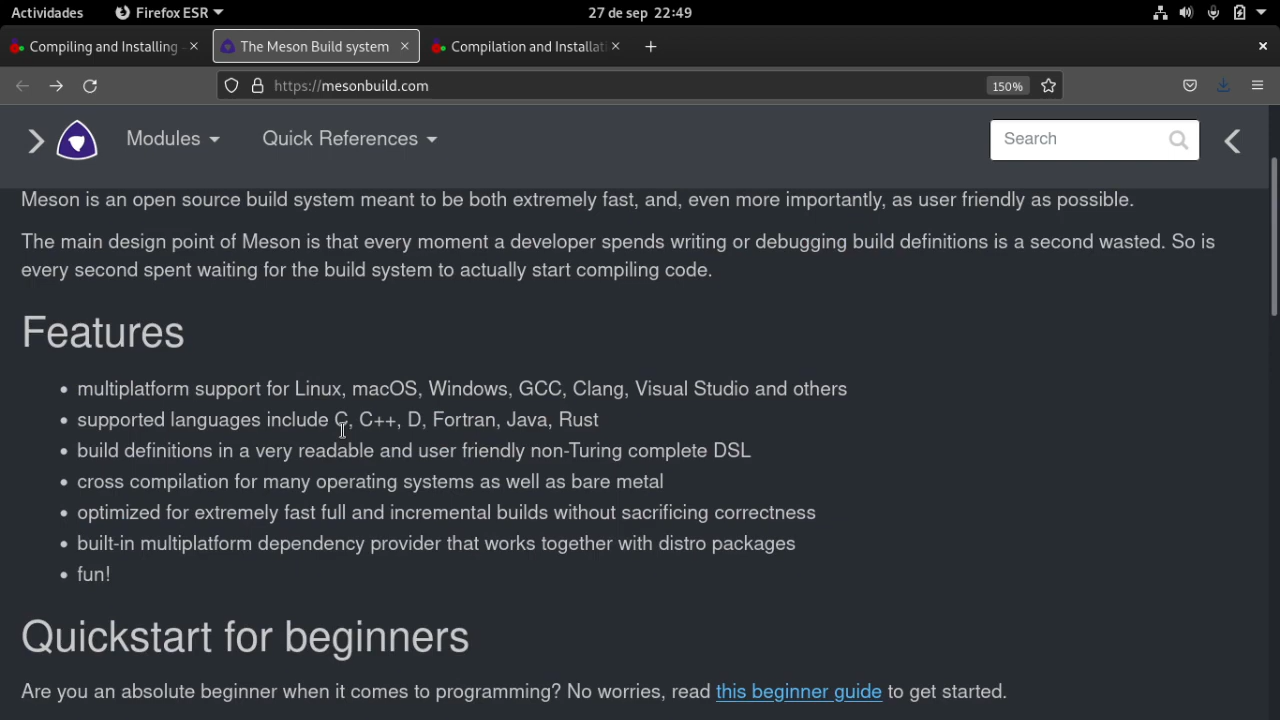 Actividades
Firefox ESR
27 de sep 22:49
Compiling and Installing
The Meson Build system
Compilation and Installati
https://mesonbuild.com
150%
Modules
Quick References
Search
Meson is an open source build system meant to be both extremely fast, and, even more importantly, as user friendly as possible.
The main design point of Meson is that every moment a developer spends writing or debugging build definitions is a second wasted. So is
every second spent waiting for the build system to actually start compiling code.
Features
• multiplatform support for Linux, macOS, Windows, GCC, Clang, Visual Studio and others
• supported languages include C, C++, D, Fortran, Java, Rust
• build definitions in a very readable and user friendly non-Turing complete DSL
• cross compilation for many operating systems as well as bare metal
• optimized for extremely fast full and incremental builds without sacrificing correctness
• built-in multiplatform dependency provider that works together with distro packages
• fun!
Quickstart for beginners
Are you an absolute beginner when it comes to programming? No worries, read this beginner guide to get started.